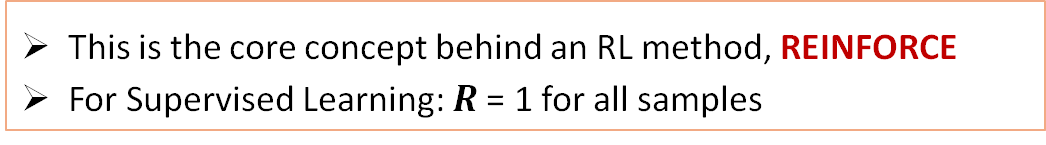 ➢ This is the core concept behind an RL method, REINFORCE
➢ For Supervised Learning: R = 1 for all samples